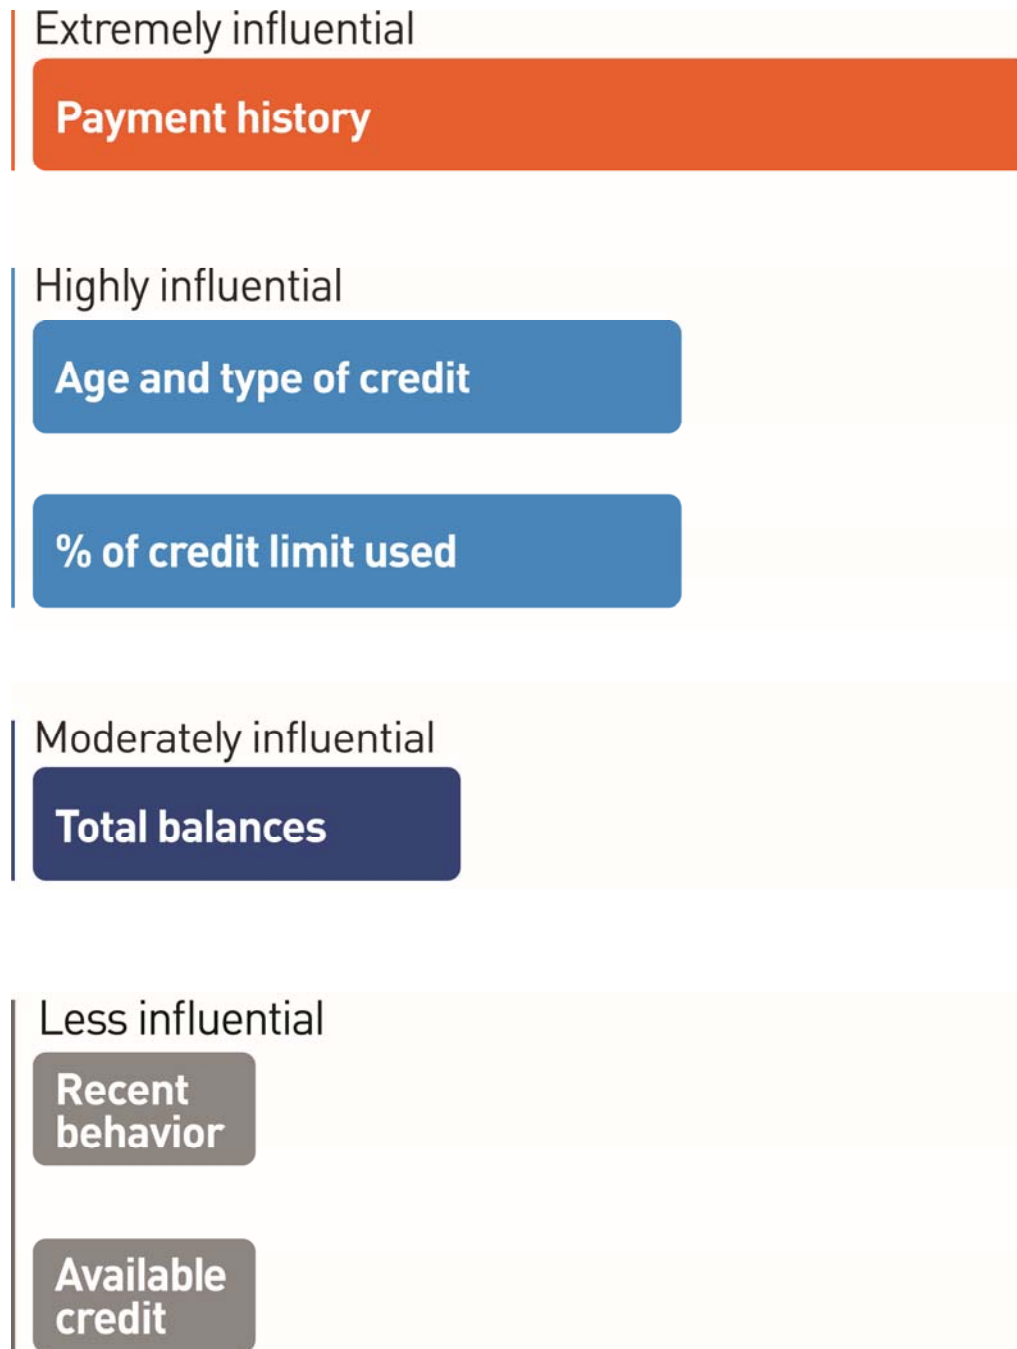 Extremely influential
Payment history
Highly influential
Age and type of credit
% of credit limit used
Moderately influential
Total balances
Less influential
Recent
behavior
Available
credit